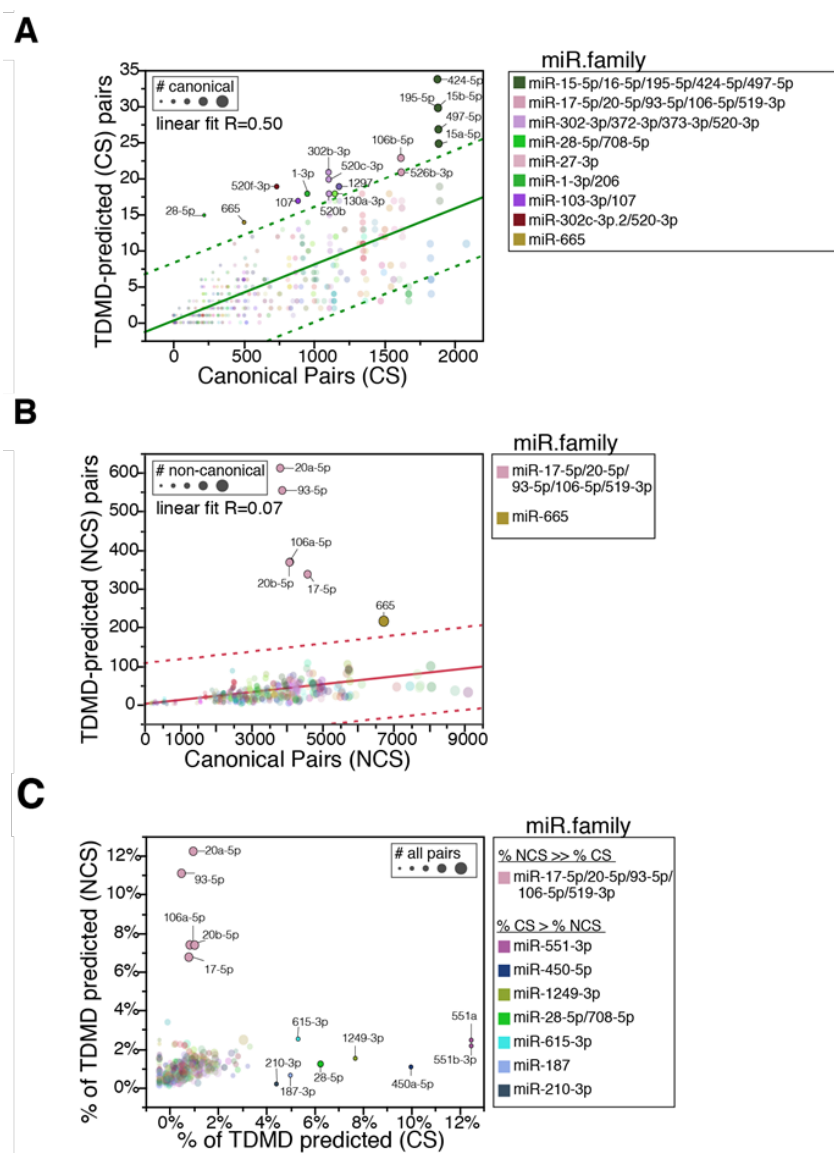 A
miR.family
TDMD-predicted (CS) pairs
35
30
25
20
15
10
5
0
# canonical
linear fit R=0.50
424-5p
195-5p
15b-5p
497-5p
15a-5p
106b-5p
526b-3p
302b-3p
520c-3p
1297
1-3p
520f-3p
107
130a-3p
520b
28-5p
665
0
500
1000
1500
2000
Canonical Pairs (CS)
miR-15-5p/16-5p/195-5p/424-5p/497-5p
miR-17-5p/20-5p/93-5p/106-5p/519-3p
miR-302-3p/372-3p/373-3p/520-3p
miR-28-5p/708-5p
miR-27-3p
miR-1-3p/206
miR-103-3p/107
miR-302c-3p.2/520-3p
miR-665
B
miR.family
TDMD-predicted (NCS) pairs
600
500
400
300
200
100
0
# non-canonical
linear fit R=0.07
20a-5p
93-5p
106a-5p
20b-5p
17-5p
665
0
1000
3000
5000
7000
9000
Canonical Pairs (NCS)
miR-17-5p/20-5p/
93-5p/106-5p/519-3p
miR-665
C
miR.family
% of TDMD predicted (NCS)
12%
10%
8%
6%
4%
2%
0%
# all pairs
20a-5p
93-5p
106a-5p
20b-5p
17-5p
615-3p
1249-3p
551a
551b-3p
210-3p
187-3p
28-5p
450a-5p
0%
2%
4%
6%
8%
10%
12%
% of TDMD predicted (CS)
% NCS >> % CS
miR-17-5p/20-5p/93-5p/
106-5p/519-3p
% CS > % NCS
miR-551-3p
miR-450-5p
miR-1249-3p
miR-28-5p/708-5p
miR-615-3p
miR-187
miR-210-3p